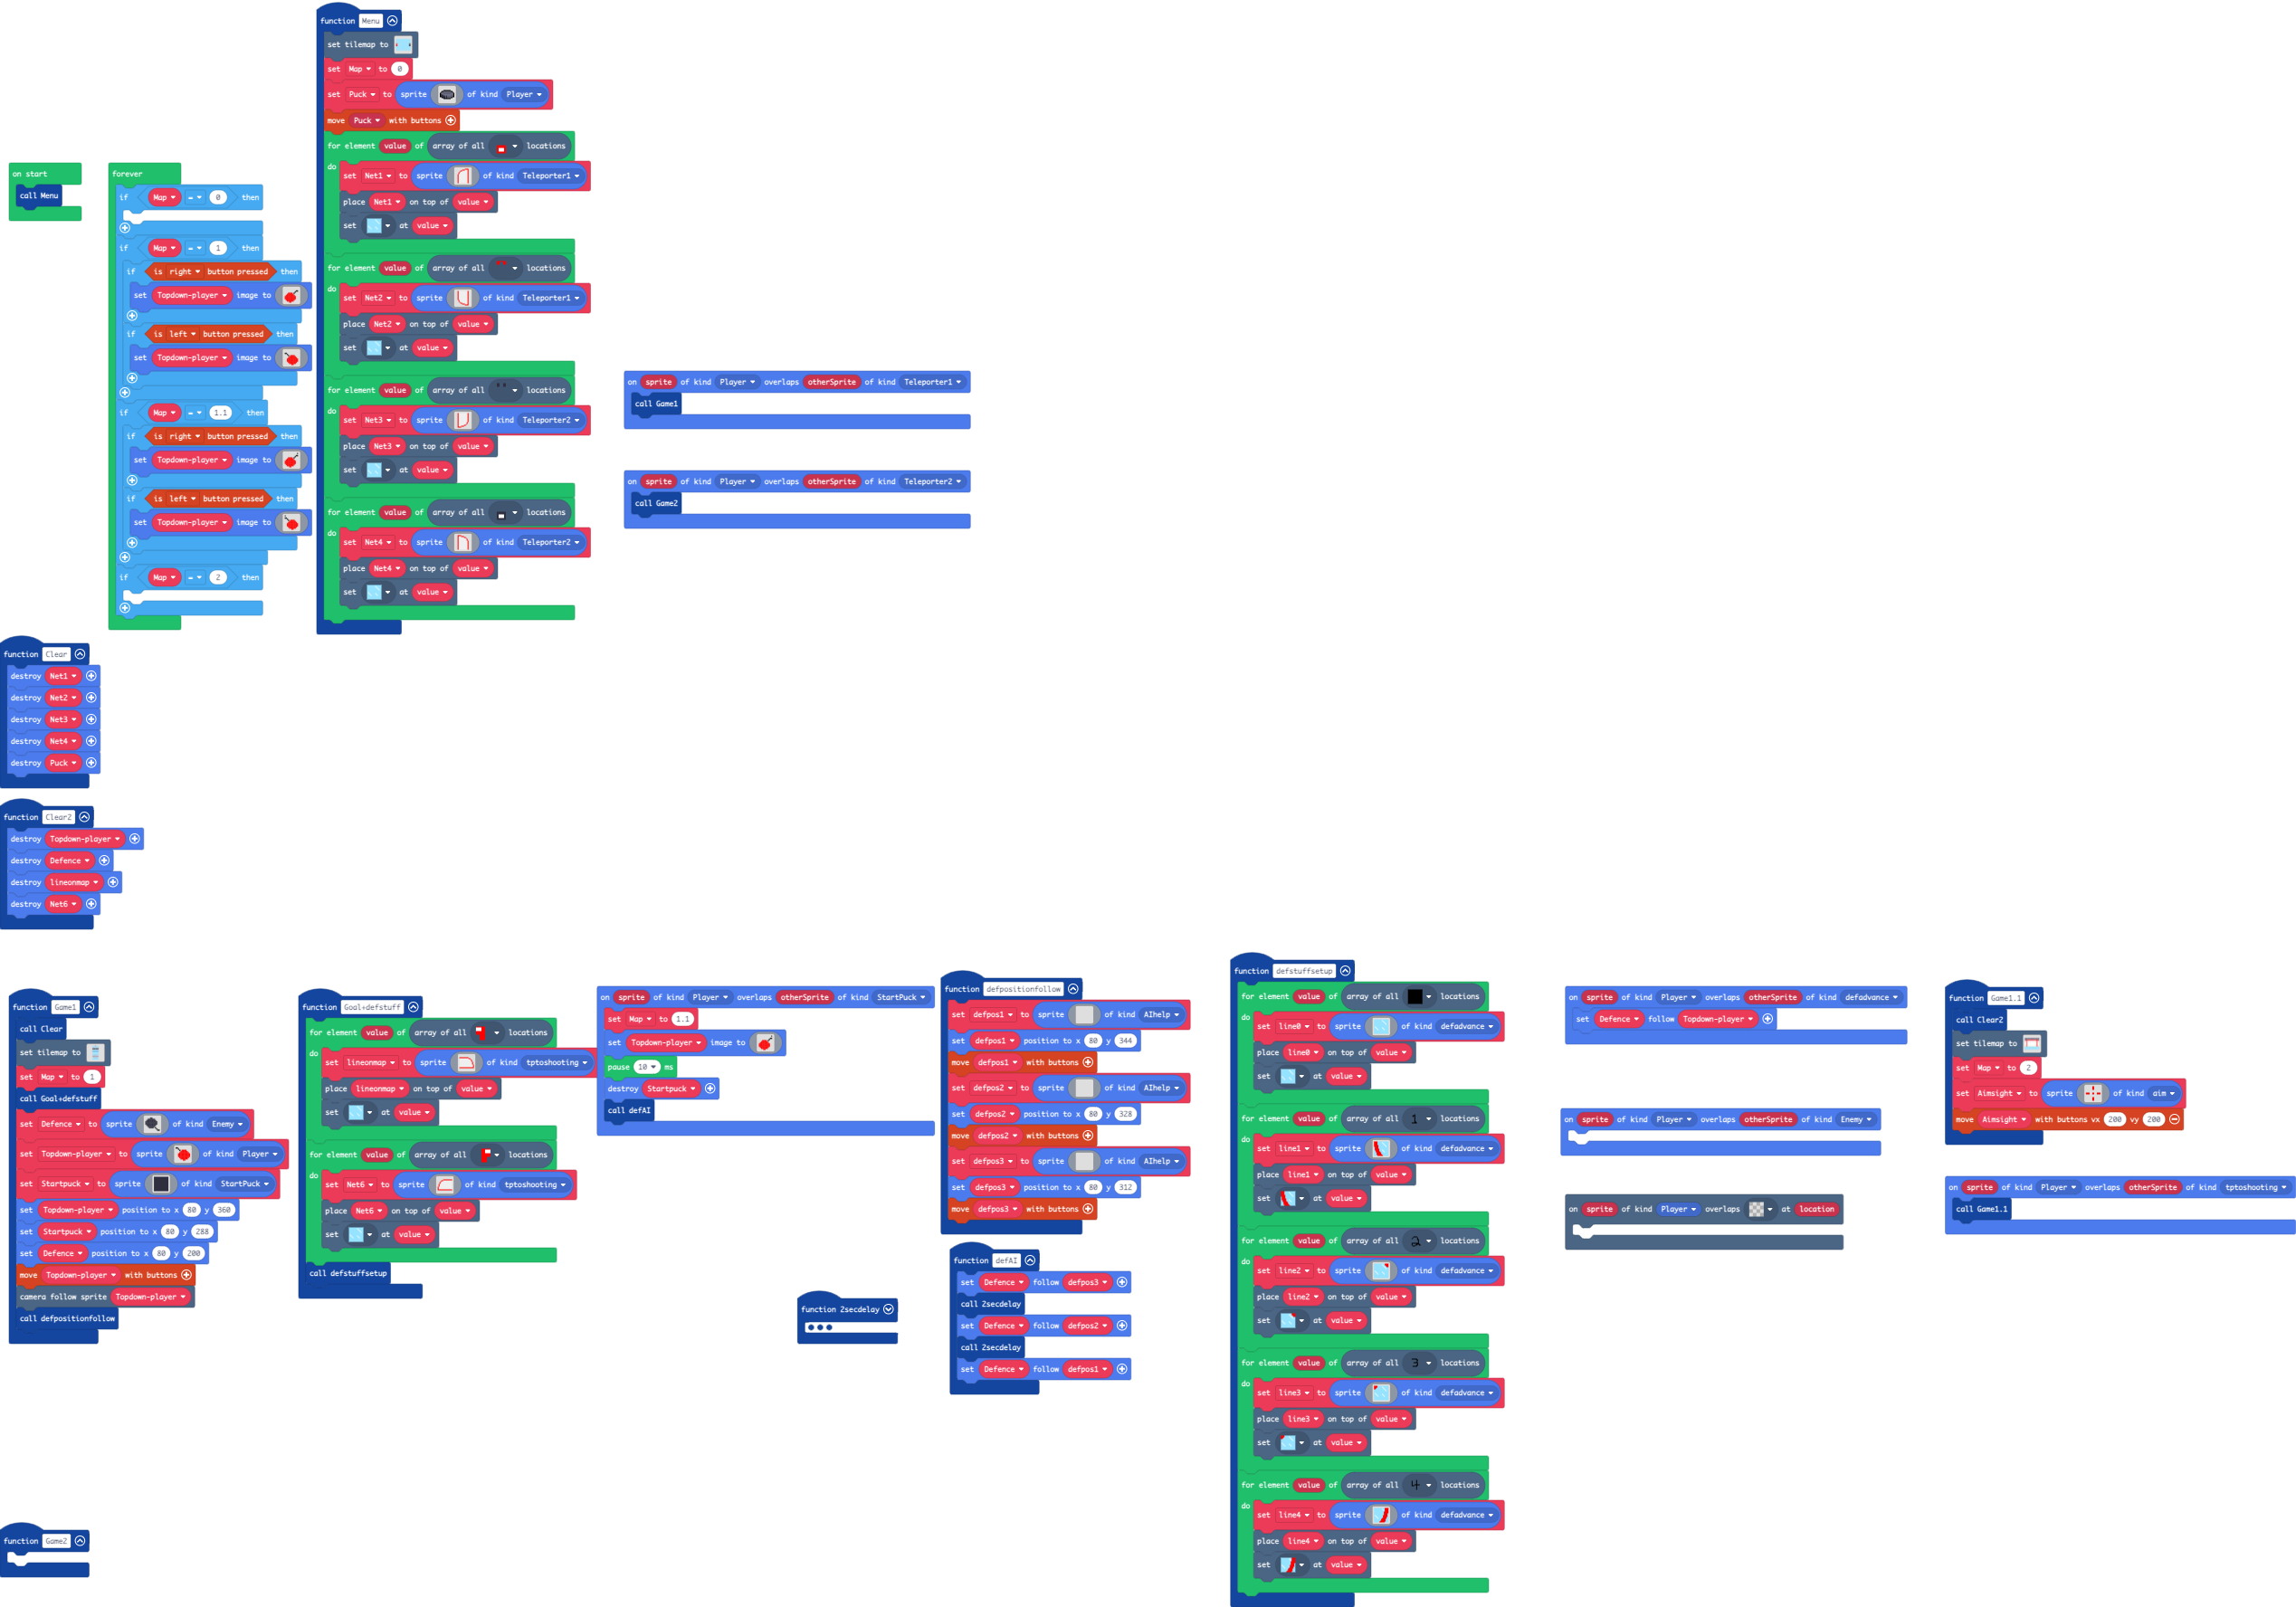 function Menu
set tilemap to
set Map to 0
set Puck to sprite of kind Player
move Puck with buttons
for element value of array of all locations
do
set Net1 to sprite of kind Teleporter1
place Net1 on top of value
set at value
for element value of array of all locations
do
set Net2 to sprite of kind Teleporter1
place Net2 on top of value
set at value
for element value of array of all locations
do
set Net3 to sprite of kind Teleporter2
place Net3 on top of value
set at value
for element value of array of all locations
do
set Net4 to sprite of kind Teleporter2
place Net4 on top of value
set at value
on start
call Menu
forever
if Map = 0 then
if Map = 1 then
if is right button pressed then
set Topdown-player image to
if is left button pressed then
set Topdown-player image to
if Map = 1.1 then
if is right button pressed then
set Topdown-player image to
if is left button pressed then
set Topdown-player image to
if Map = 2 then
on sprite of kind Player overlaps otherSprite of kind Teleporter1
call Game1
on sprite of kind Player overlaps otherSprite of kind Teleporter2
call Game2
function Clear
destroy Net1
destroy Net2
destroy Net3
destroy Net4
destroy Puck
function Clear2
destroy Topdown-player
destroy Defence
destroy lineonmap
destroy Net6
function Game1
call Clear
set tilemap to
set Map to 1
call Goal+defstuff
set Defence to sprite of kind Enemy
set Topdown-player to sprite of kind Player
set Startpuck to sprite of kind StartPuck
set Topdown-player position to x 80 y 360
set Startpuck position to x 80 y 288
set Defence position to x 80 y 200
move Topdown-player with buttons
camera follow sprite Topdown-player
call defpositionfollow
function Goal+defstuff
for element value of array of all locations
do
set lineonmap to sprite of kind tptoshooting
place lineonmap on top of value
set at value
for element value of array of all locations
do
set Net6 to sprite of kind tptoshooting
place Net6 on top of value
set at value
call defstuffsetup
on sprite of kind Player overlaps otherSprite of kind StartPuck
set Map to 1.1
set Topdown-player image to
pause 10 ms
destroy Startpuck
call defAI
function 2secdelay
function defpositionfollow
set defpos1 to sprite of kind AIhelp
set defpos1 position to x 80 y 344
move defpos1 with buttons
set defpos2 to sprite of kind AIhelp
set defpos2 position to x 80 y 328
move defpos2 with buttons
set defpos3 to sprite of kind AIhelp
set defpos3 position to x 80 y 312
move defpos3 with buttons
function defAI
set Defence follow defpos3
call 2secdelay
set Defence follow defpos2
call 2secdelay
set Defence follow defpos1
function defstuffsetup
for element value of array of all locations
do
set line0 to sprite of kind defadvance
place line0 on top of value
set at value
for element value of array of all 1 locations
do
set line1 to sprite of kind defadvance
place line1 on top of value
set at value
for element value of array of all 2 locations
do
set line2 to sprite of kind defadvance
place line2 on top of value
set at value
for element value of array of all 3 locations
do
set line3 to sprite of kind defadvance
place line3 on top of value
set at value
for element value of array of all 4 locations
do
set line4 to sprite of kind defadvance
place line4 on top of value
set at value
on sprite of kind Player overlaps otherSprite of kind defadvance
set Defence follow Topdown-player
on sprite of kind Player overlaps otherSprite of kind Enemy
on sprite of kind Player overlaps at location
function Game1.1
call Clear2
set tilemap to
set Map to 2
set Aimsight to sprite of kind aim
move Aimsight with buttons vx 200 vy 200
on sprite of kind Player overlaps otherSprite of kind tptoshooting
call Game1.1
function Game2